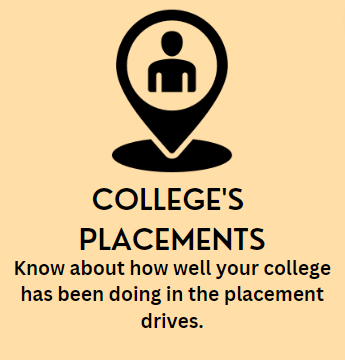 COLLEGE'S
PLACEMENTS
Know about how well your college
has been doing in the placement
drives.